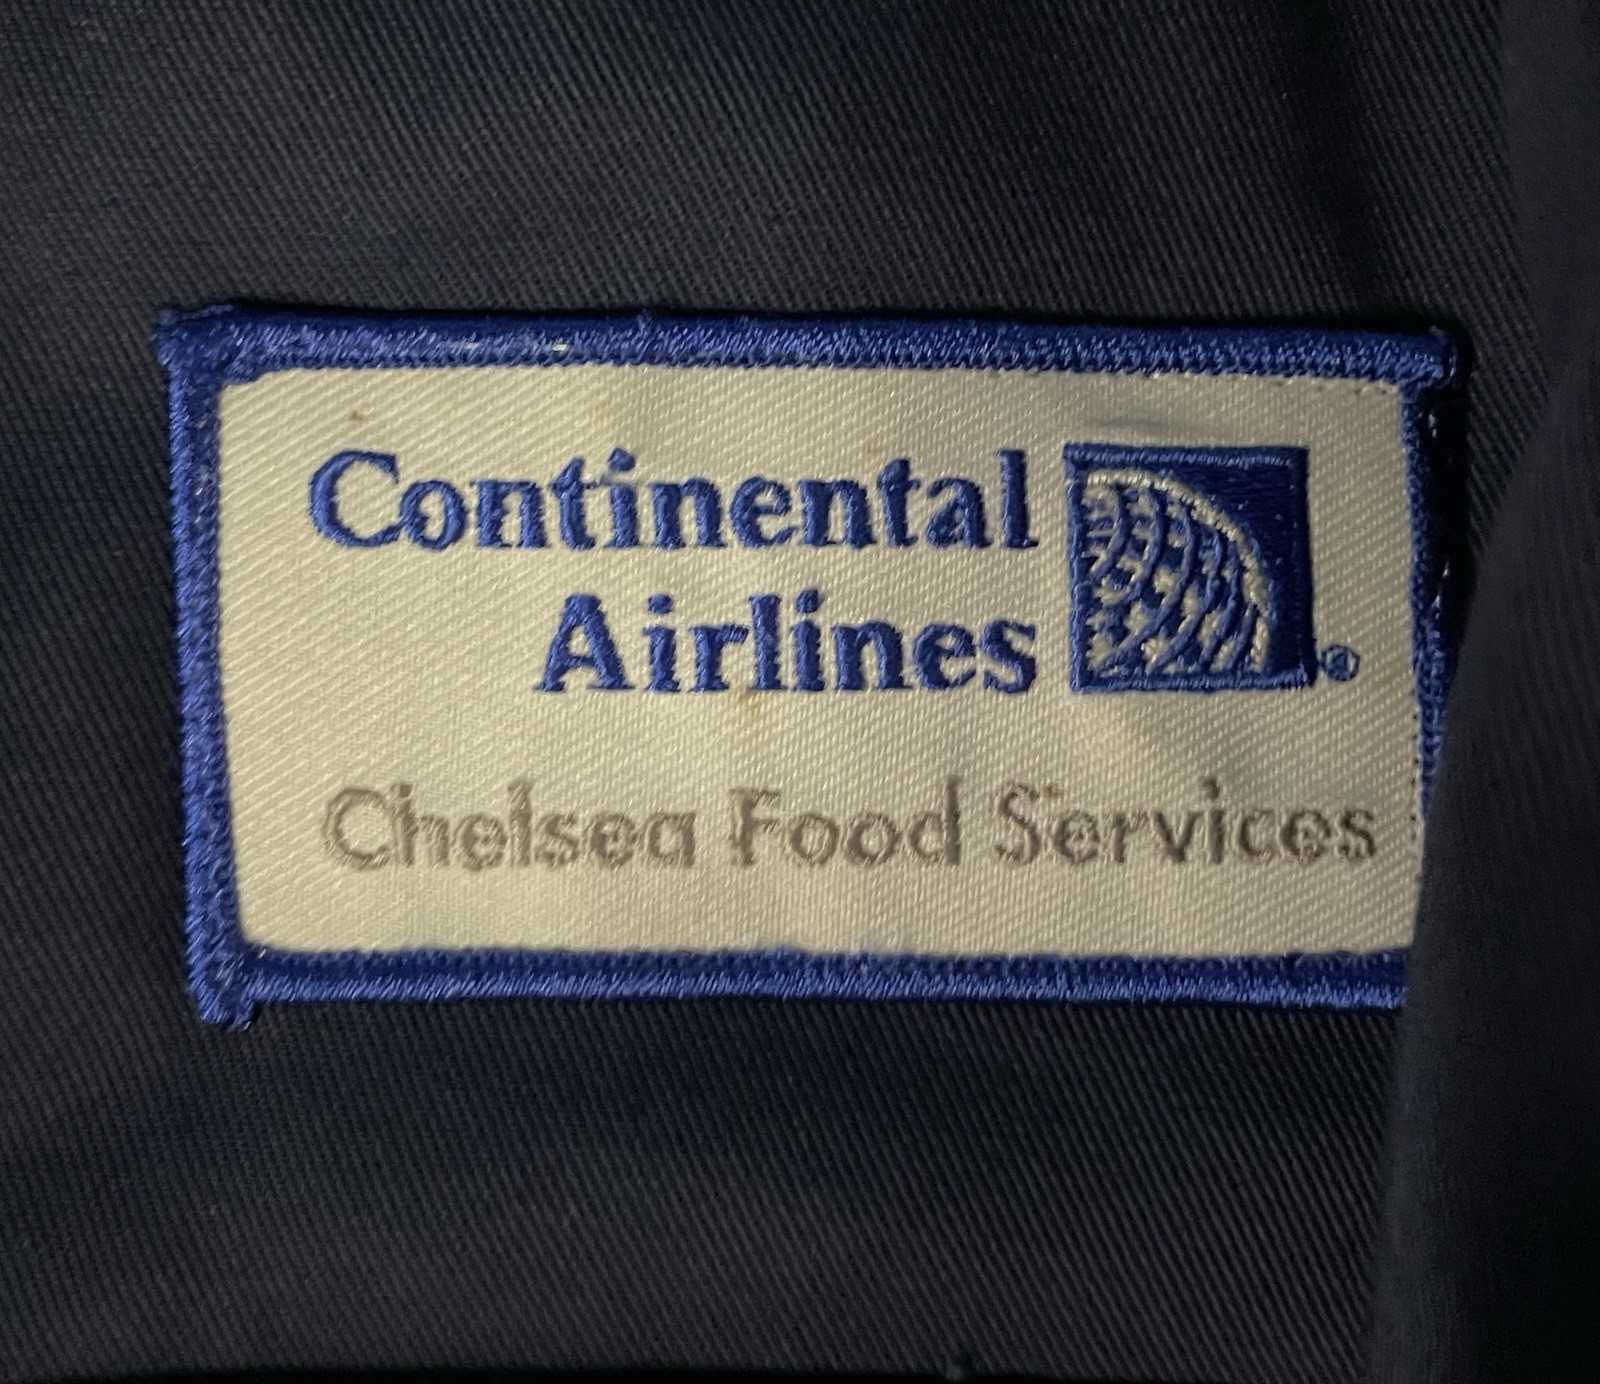 Continental
Airlines ®
Chelsea Food Services